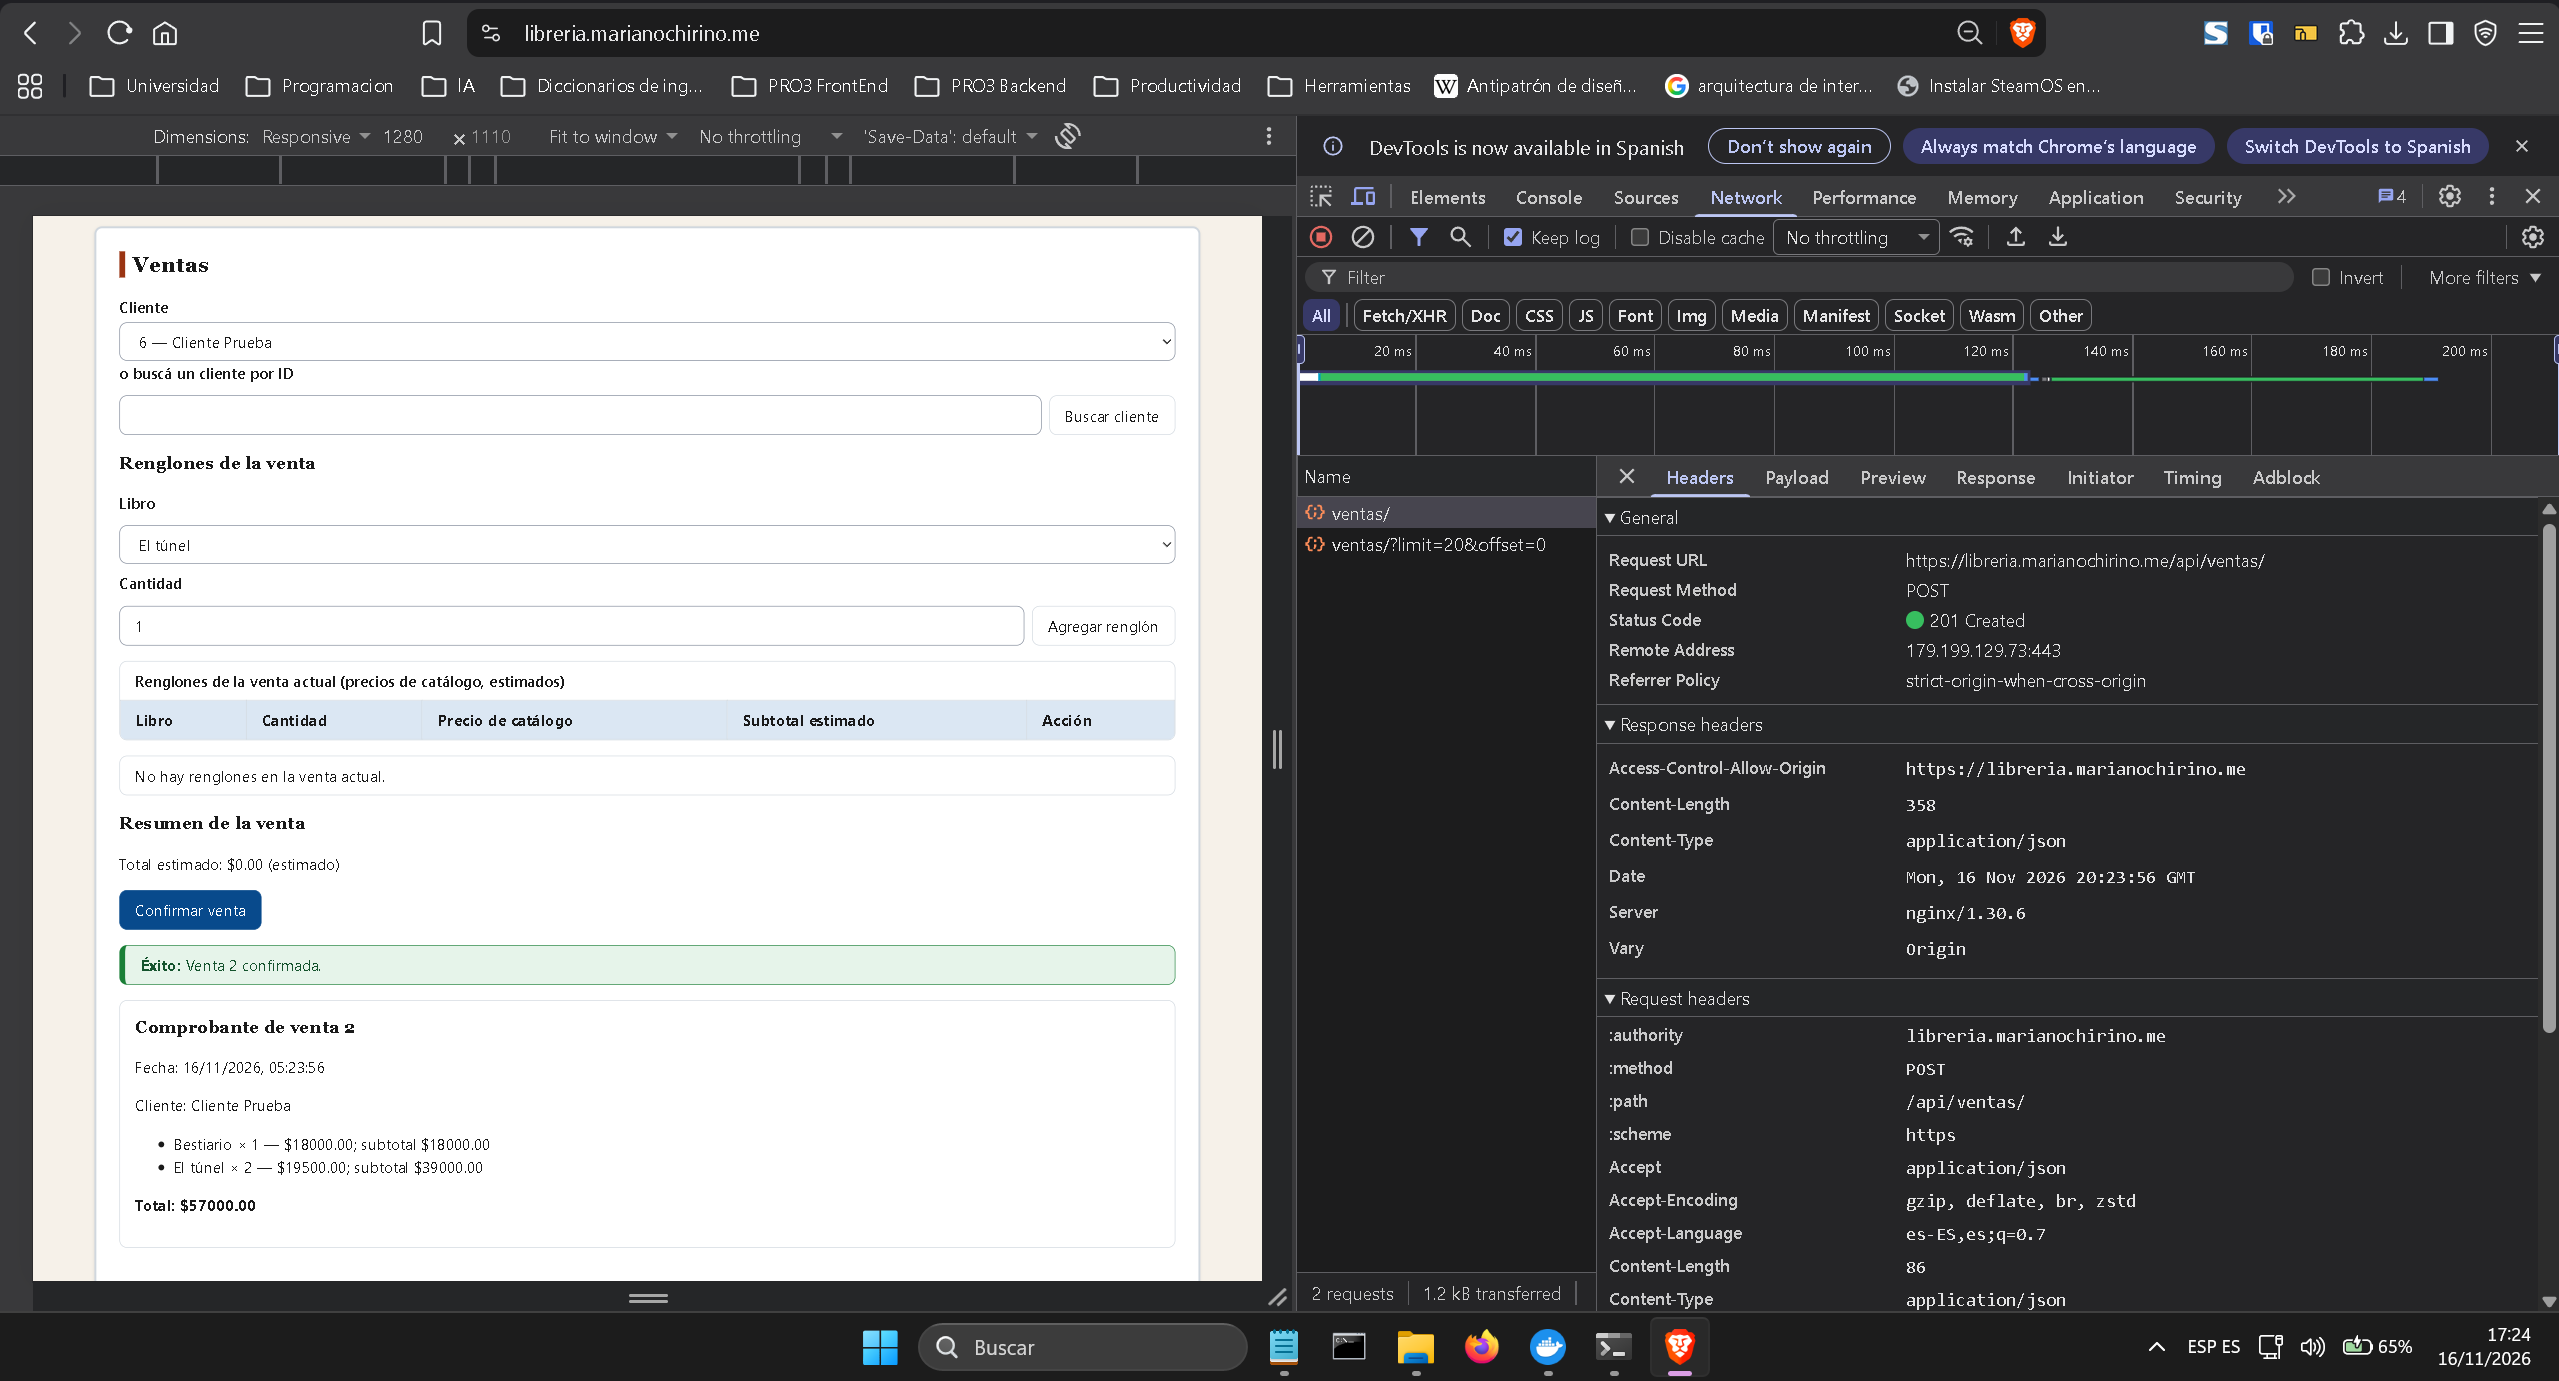 libreria.marianochirino.me
Universidad
Programacion
IA
Diccionarios de ing...
PRO3 FrontEnd
PRO3 Backend
Productividad
Herramientas
Antipatrón de diseñ...
arquitectura de inter...
Instalar SteamOS en...
Dimensions: Responsive 1280 × 1110 Fit to window No throttling 'Save-Data': default
Ventas
Cliente
6 — Cliente Prueba
o buscá un cliente por ID
Buscar cliente
Renglones de la venta
Libro
El túnel
Cantidad
1
Agregar renglón
Renglones de la venta actual (precios de catálogo, estimados)
Libro Cantidad Precio de catálogo Subtotal estimado Acción
No hay renglones en la venta actual.
Resumen de la venta
Total estimado: $0.00 (estimado)
Confirmar venta
Éxito: Venta 2 confirmada.
Comprobante de venta 2
Fecha: 16/11/2026, 05:23:56
Cliente: Cliente Prueba
• Bestiario × 1 — $18000.00; subtotal $18000.00
• El túnel × 2 — $19500.00; subtotal $39000.00
Total: $57000.00
DevTools is now available in Spanish
Don't show again
Always match Chrome's language
Switch DevTools to Spanish
Elements Console Sources Network Performance Memory Application Security
4
Keep log Disable cache No throttling
Filter
Invert
More filters
All Fetch/XHR Doc CSS JS Font Img Media Manifest Socket Wasm Other
20 ms 40 ms 60 ms 80 ms 100 ms 120 ms 140 ms 160 ms 180 ms 200 ms
Name
ventas/
ventas/?limit=20&offset=0
Headers Payload Preview Response Initiator Timing Adblock
General
Request URL https://libreria.marianochirino.me/api/ventas/
Request Method POST
Status Code 201 Created
Remote Address 179.199.129.73:443
Referrer Policy strict-origin-when-cross-origin
Response headers
Access-Control-Allow-Origin https://libreria.marianochirino.me
Content-Length 358
Content-Type application/json
Date Mon, 16 Nov 2026 20:23:56 GMT
Server nginx/1.30.6
Vary Origin
Request headers
:authority libreria.marianochirino.me
:method POST
:path /api/ventas/
:scheme https
Accept application/json
Accept-Encoding gzip, deflate, br, zstd
Accept-Language es-ES,es;q=0.7
Content-Length 86
Content-Type application/json
2 requests 1.2 kB transferred
Buscar
ESP ES
65%
17:24
16/11/2026